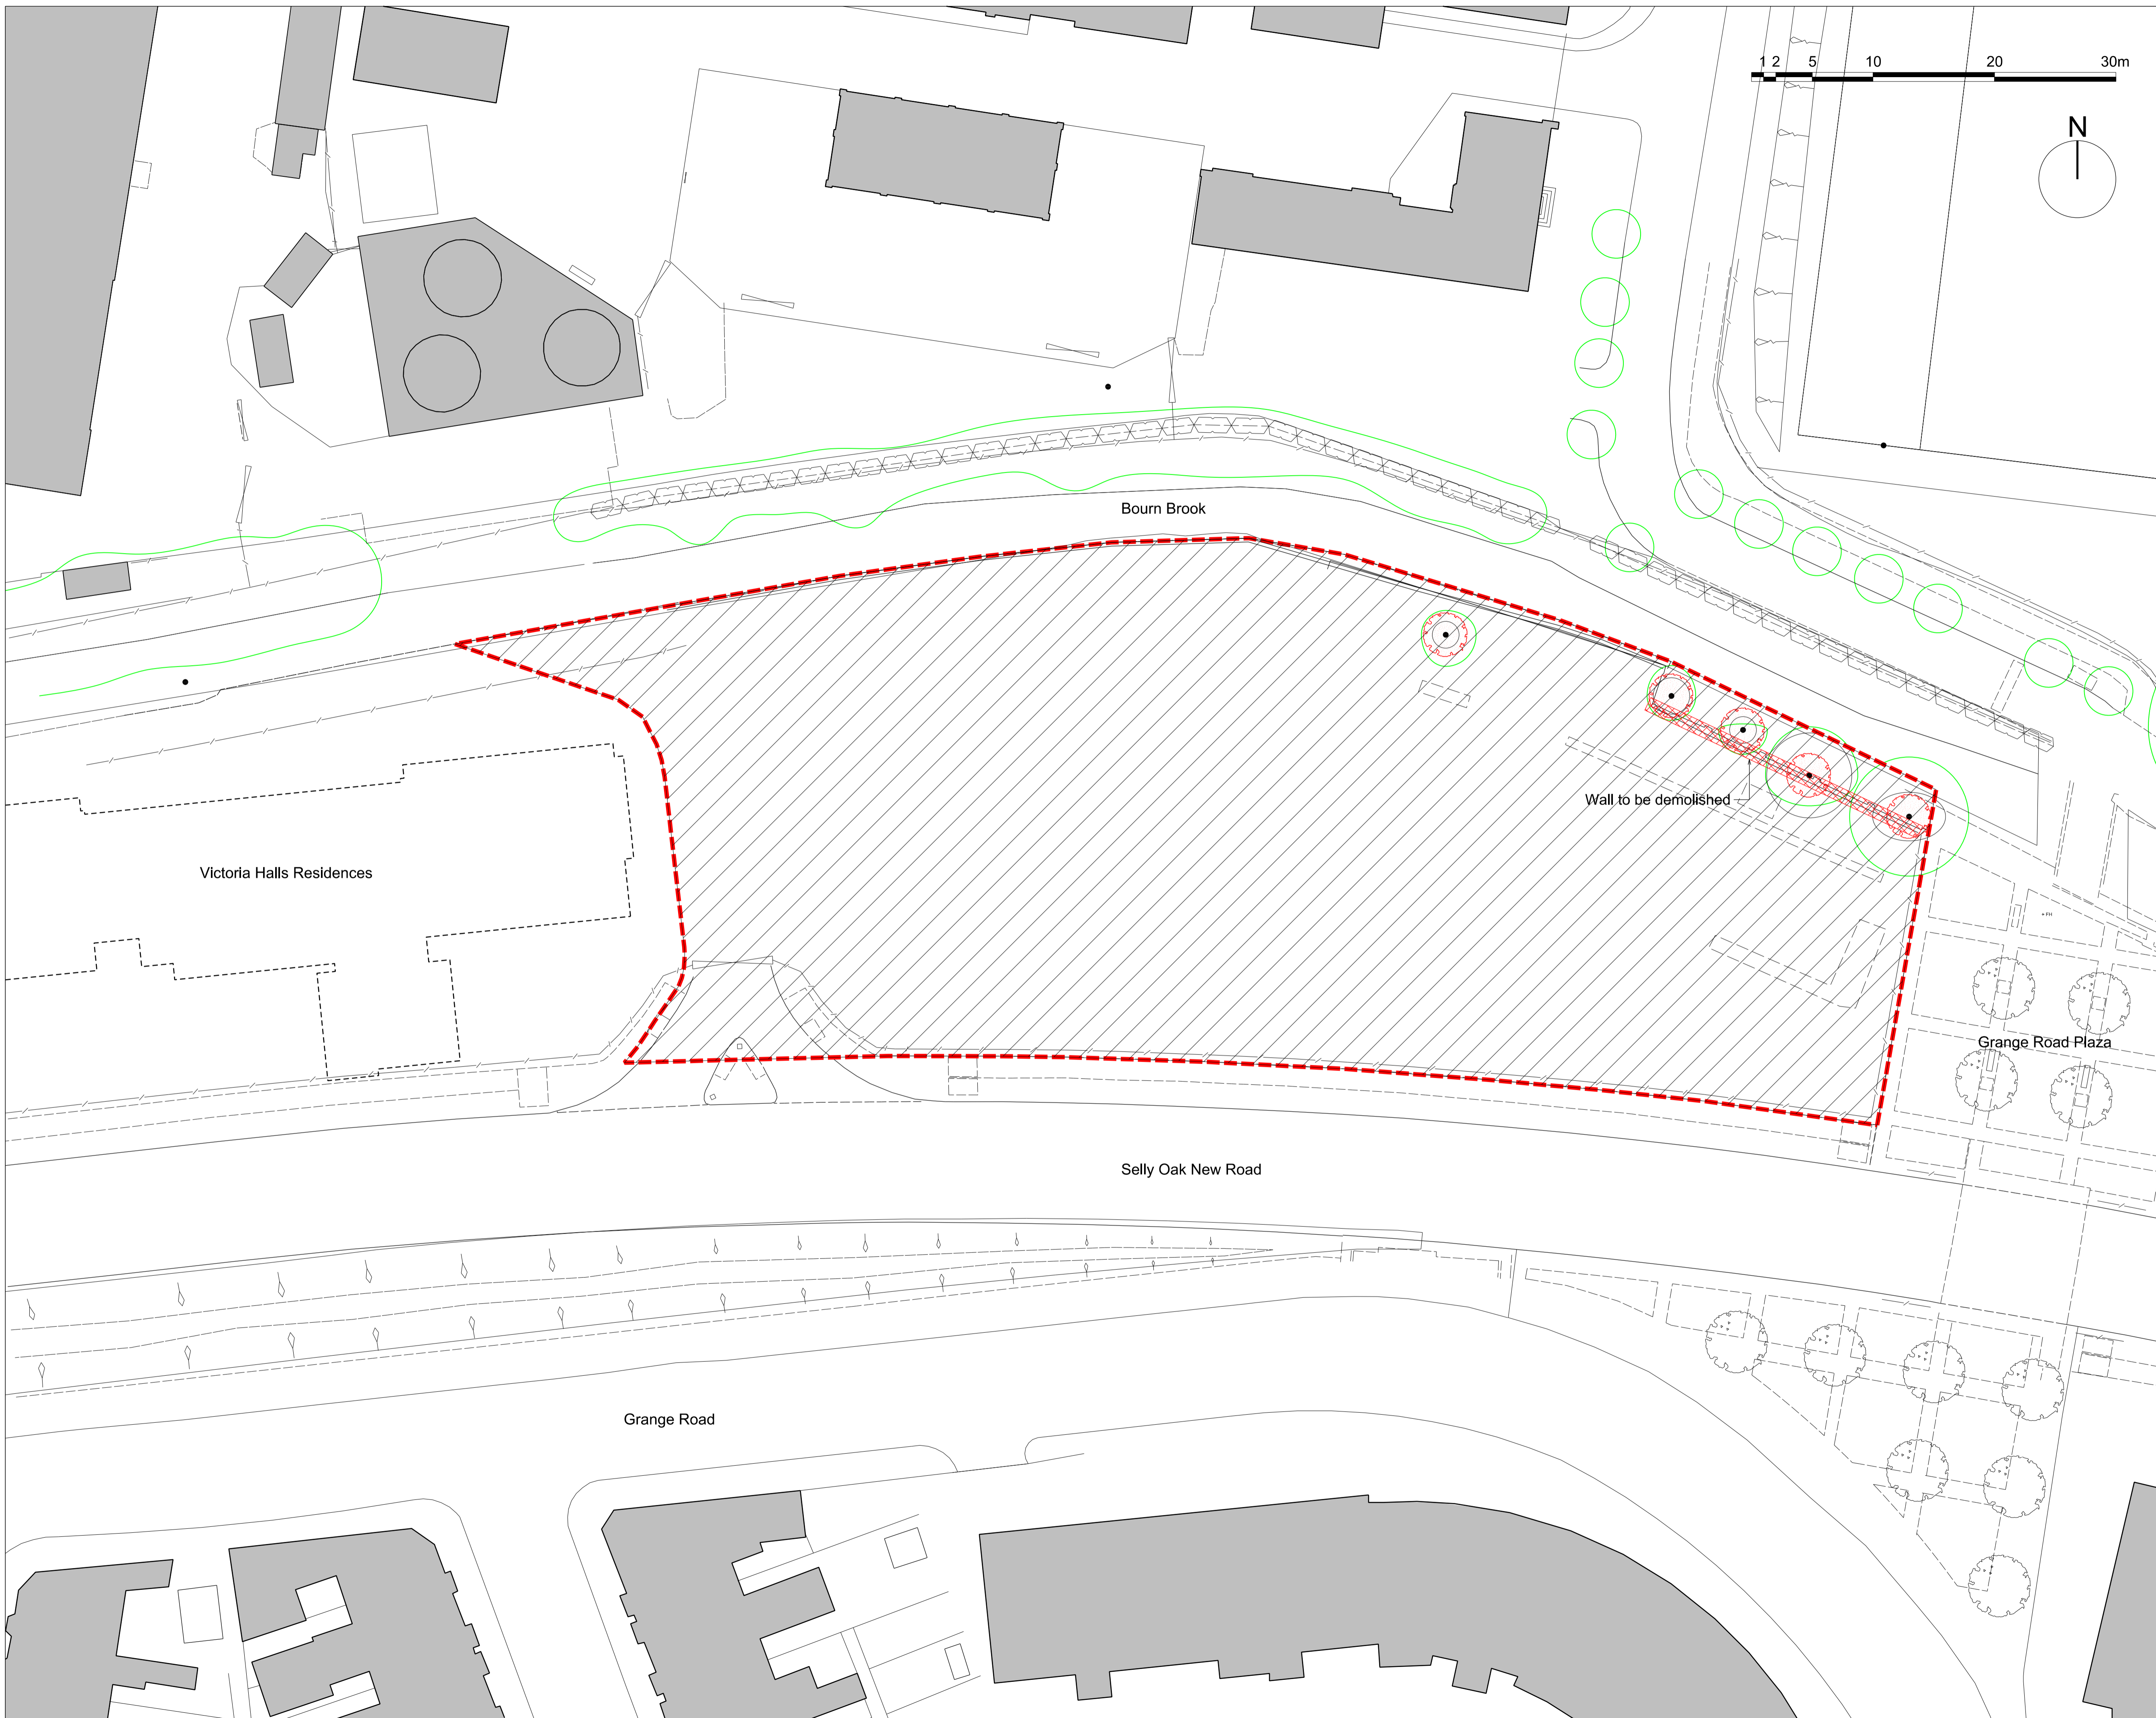 1 2 5 10 20 30m
N
Bourn Brook
Wall to be demolished
Victoria Halls Residences
FH
Grange Road Plaza
Selly Oak New Road
Grange Road